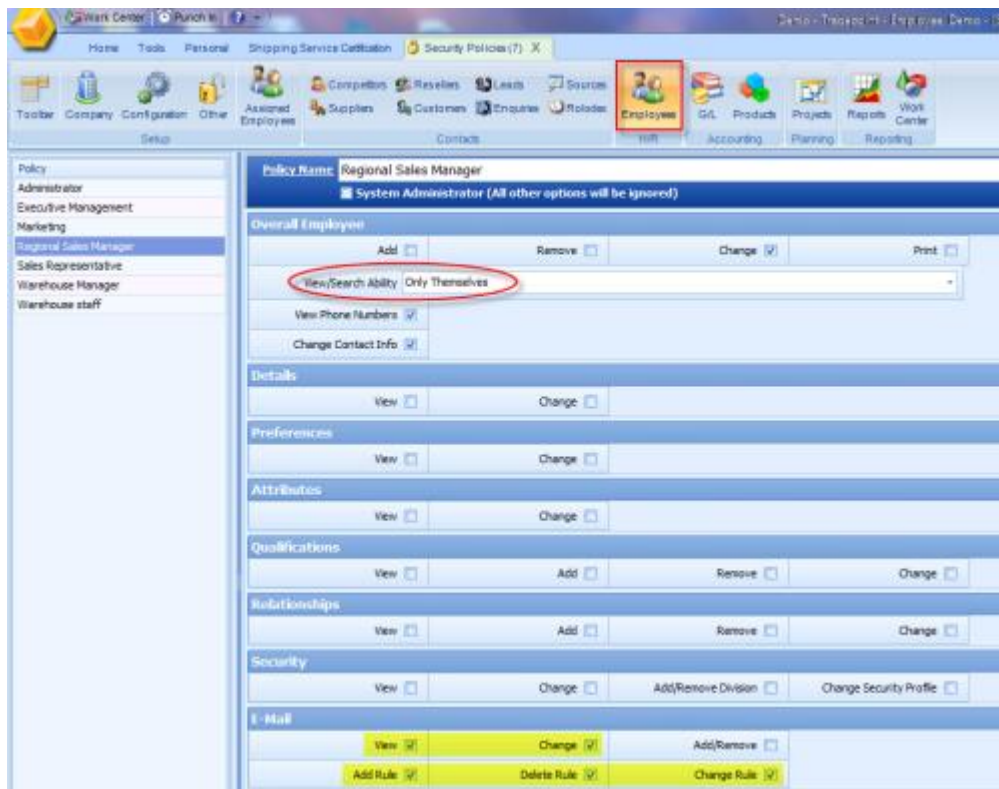 Work Center Punch In
Demo - Tradepoint - Employee Demo -
Home Tools Personal Shipping Service Certification Security Policies (7) X
Competitors Resellers Leads Sources
Suppliers Customers Enquiries Rolodex
Toolbar Company Configuration Other Assigned Employees Employees G/L Products Projects Reports Work Center
Setup Contacts H/R Accounting Planning Reporting
Policy
Administrator
Executive Management
Marketing
Regional Sales Manager
Sales Representative
Warehouse Manager
Warehouse staff
Policy Name Regional Sales Manager
System Administrator (All other options will be ignored)
Overall Employee
Add Remove Change Print
View/Search Ability Only Themselves
View Phone Numbers
Change Contact Info
Details
View Change
Preferences
View Change
Attributes
View Change
Qualifications
View Add Remove Change
Relationships
View Add Remove Change
Security
View Change Add/Remove Division Change Security Profile
E-Mail
View Change Add/Remove
Add Rule Delete Rule Change Rule